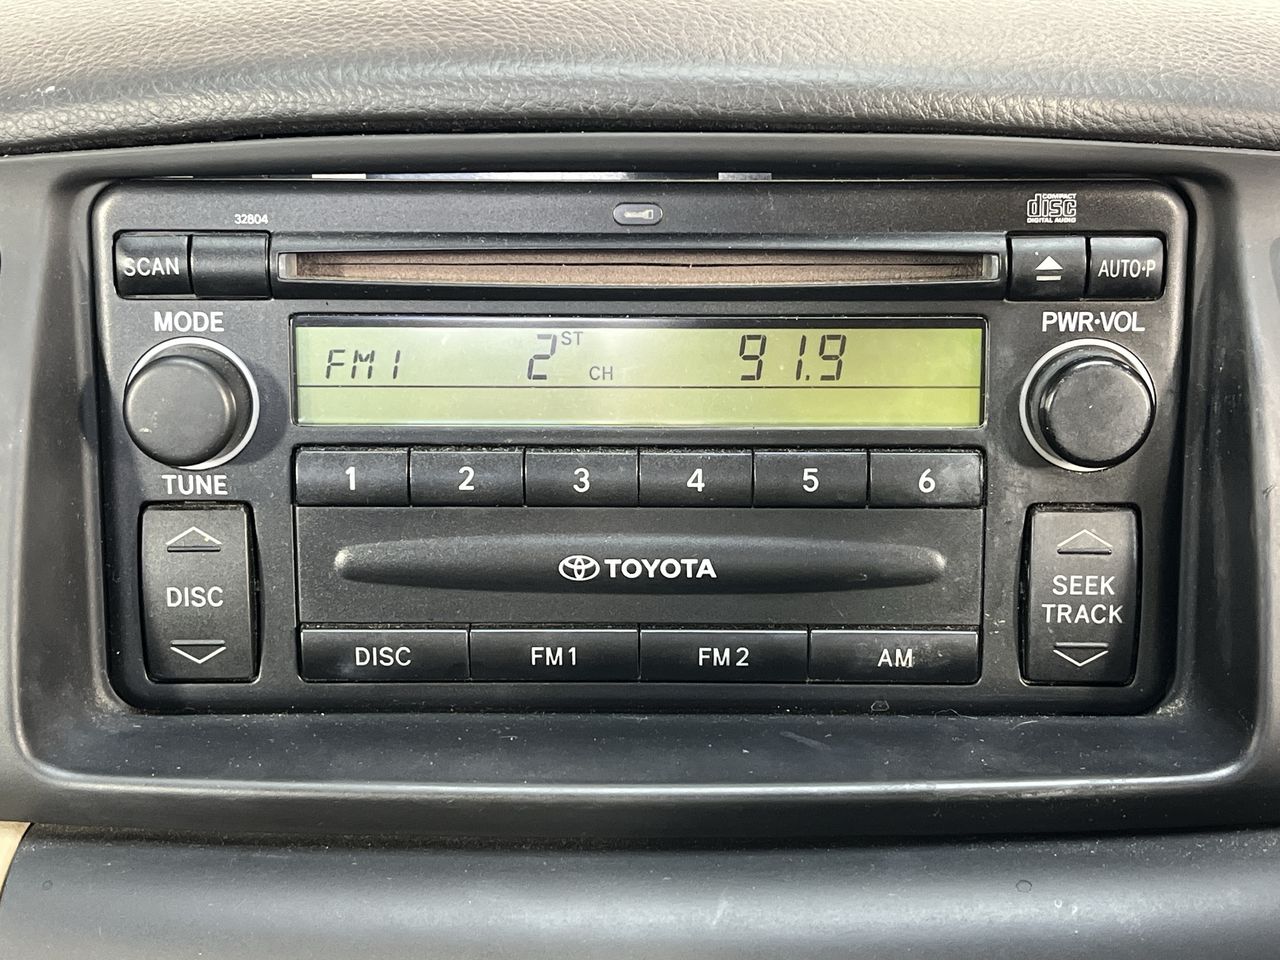 32804
COMPACT
disc
DIGITAL AUDIO
SCAN
AUTO•P
MODE
PWR•VOL
FM1 2 ST CH 91.9
TUNE
1 2 3 4 5 6
DISC
TOYOTA
SEEK
TRACK
DISC FM1 FM2 AM